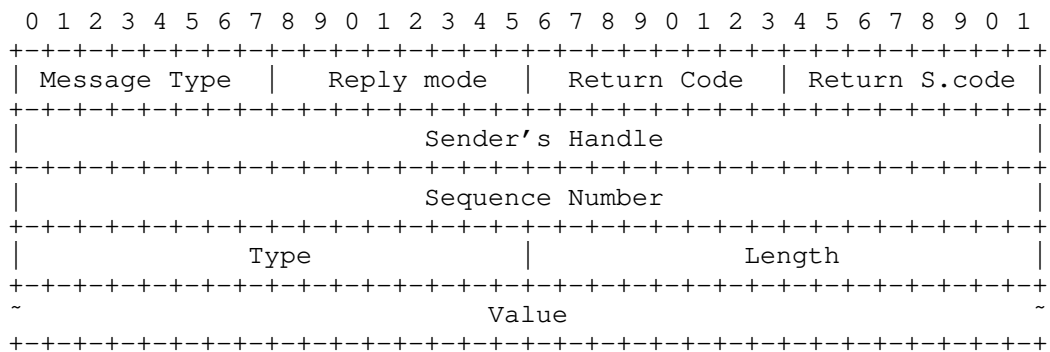 0 1 2 3 4 5 6 7 8 9 0 1 2 3 4 5 6 7 8 9 0 1 2 3 4 5 6 7 8 9 0 1
+-+-+-+-+-+-+-+-+-+-+-+-+-+-+-+-+-+-+-+-+-+-+-+-+-+-+-+-+-+-+-+-+
| Message Type | Reply mode | Return Code | Return S.code |
+-+-+-+-+-+-+-+-+-+-+-+-+-+-+-+-+-+-+-+-+-+-+-+-+-+-+-+-+-+-+-+-+
| Sender’s Handle |
+-+-+-+-+-+-+-+-+-+-+-+-+-+-+-+-+-+-+-+-+-+-+-+-+-+-+-+-+-+-+-+-+
| Sequence Number |
+-+-+-+-+-+-+-+-+-+-+-+-+-+-+-+-+-+-+-+-+-+-+-+-+-+-+-+-+-+-+-+-+
| Type | Length |
+-+-+-+-+-+-+-+-+-+-+-+-+-+-+-+-+-+-+-+-+-+-+-+-+-+-+-+-+-+-+-+-+
~ Value ~
+-+-+-+-+-+-+-+-+-+-+-+-+-+-+-+-+-+-+-+-+-+-+-+-+-+-+-+-+-+-+-+-+